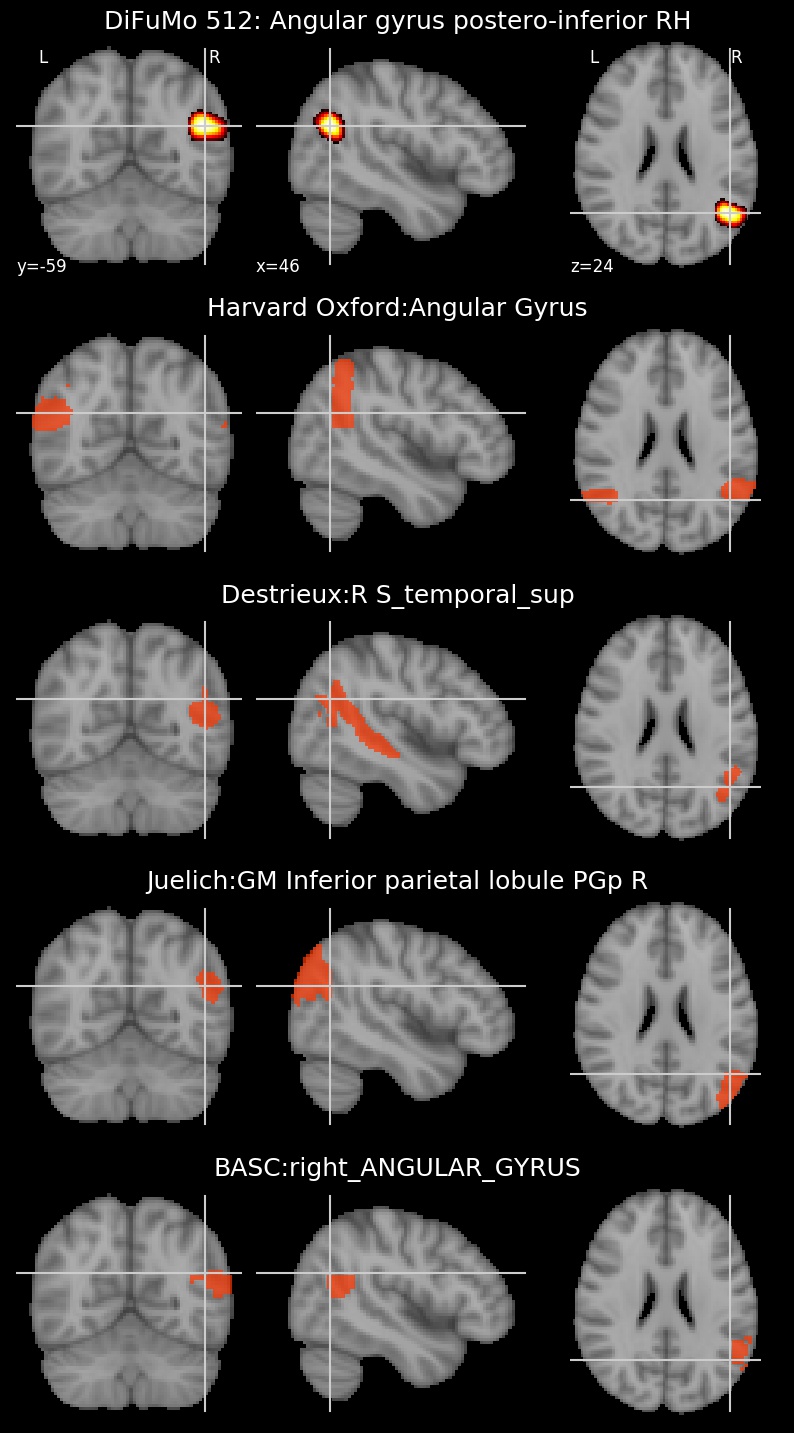 DiFuMo 512: Angular gyrus postero-inferior RH
L R L R
y=-59 x=46 z=24
Harvard Oxford:Angular Gyrus
Destrieux:R S_temporal_sup
Juelich:GM Inferior parietal lobule PGp R
BASC:right_ANGULAR_GYRUS